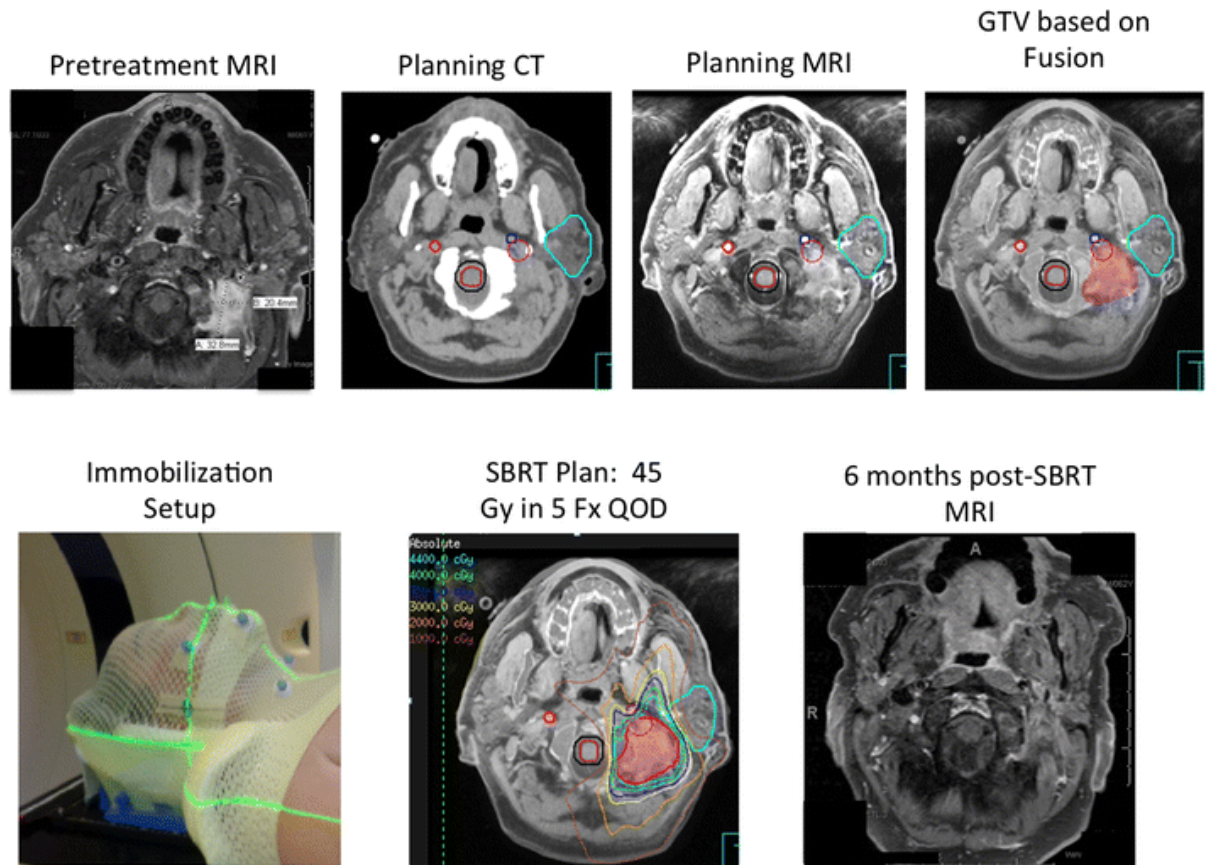 Pretreatment MRI
Planning CT
Planning MRI
GTV based on
Fusion
R
B: 20.4mm
A: 32.8mm
Immobilization
Setup
SBRT Plan: 45
Gy in 5 Fx QOD
6 months post-SBRT
MRI
Absolute
4400.0 cGy
4000.0 cGy
3000.0 cGy
2000.0 cGy
1000.0 cGy
A
R